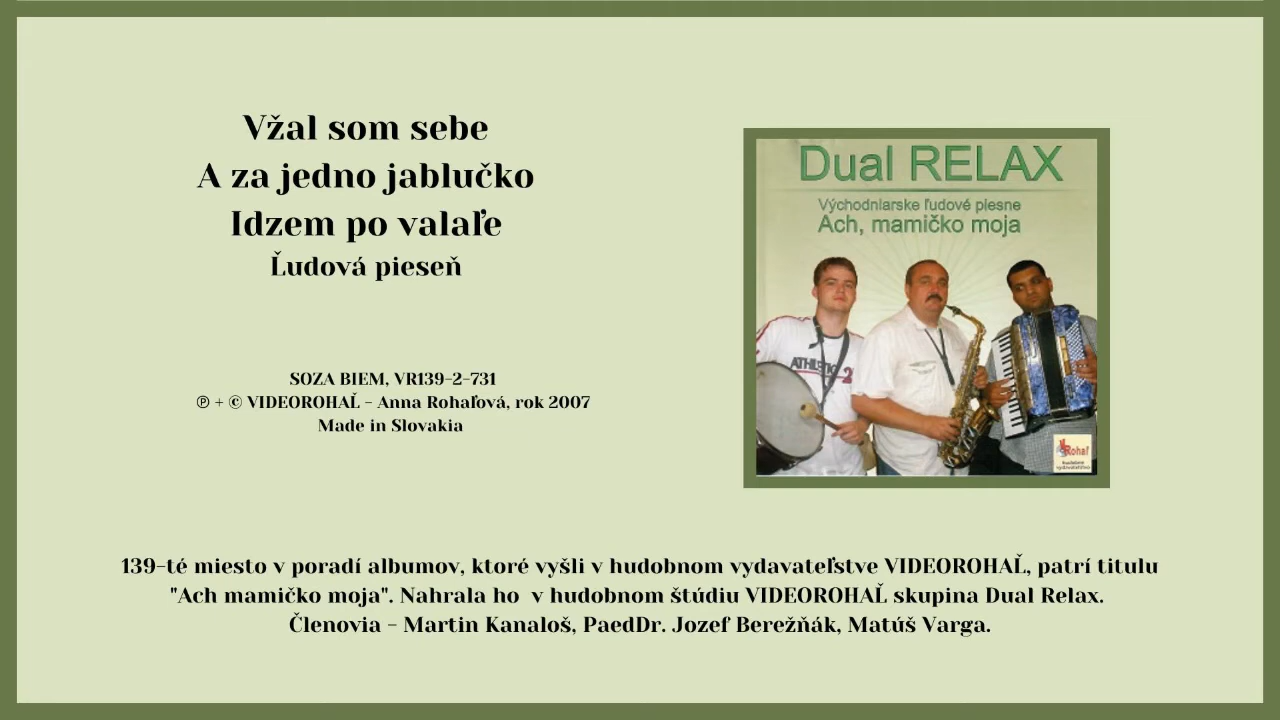 Vžal som sebe
A za jedno jablučko
Idzem po valaľe
Ľudová pieseň
SOZA BIEM, VR139-2-731
℗ + © VIDEOROHAĽ - Anna Rohaľová, rok 2007
Made in Slovakia
Dual RELAX
Východniarske ľudové piesne
Ach, mamičko moja
ATHLETIC
2
Rohaľ
hudobné
vydavateľstvo
139-té miesto v poradí albumov, ktoré vyšli v hudobnom vydavateľstve VIDEOROHAĽ, patrí titulu
"Ach mamičko moja". Nahrala ho  v hudobnom štúdiu VIDEOROHAĽ skupina Dual Relax.
Členovia - Martin Kanaloš, PaedDr. Jozef Berežňák, Matúš Varga.